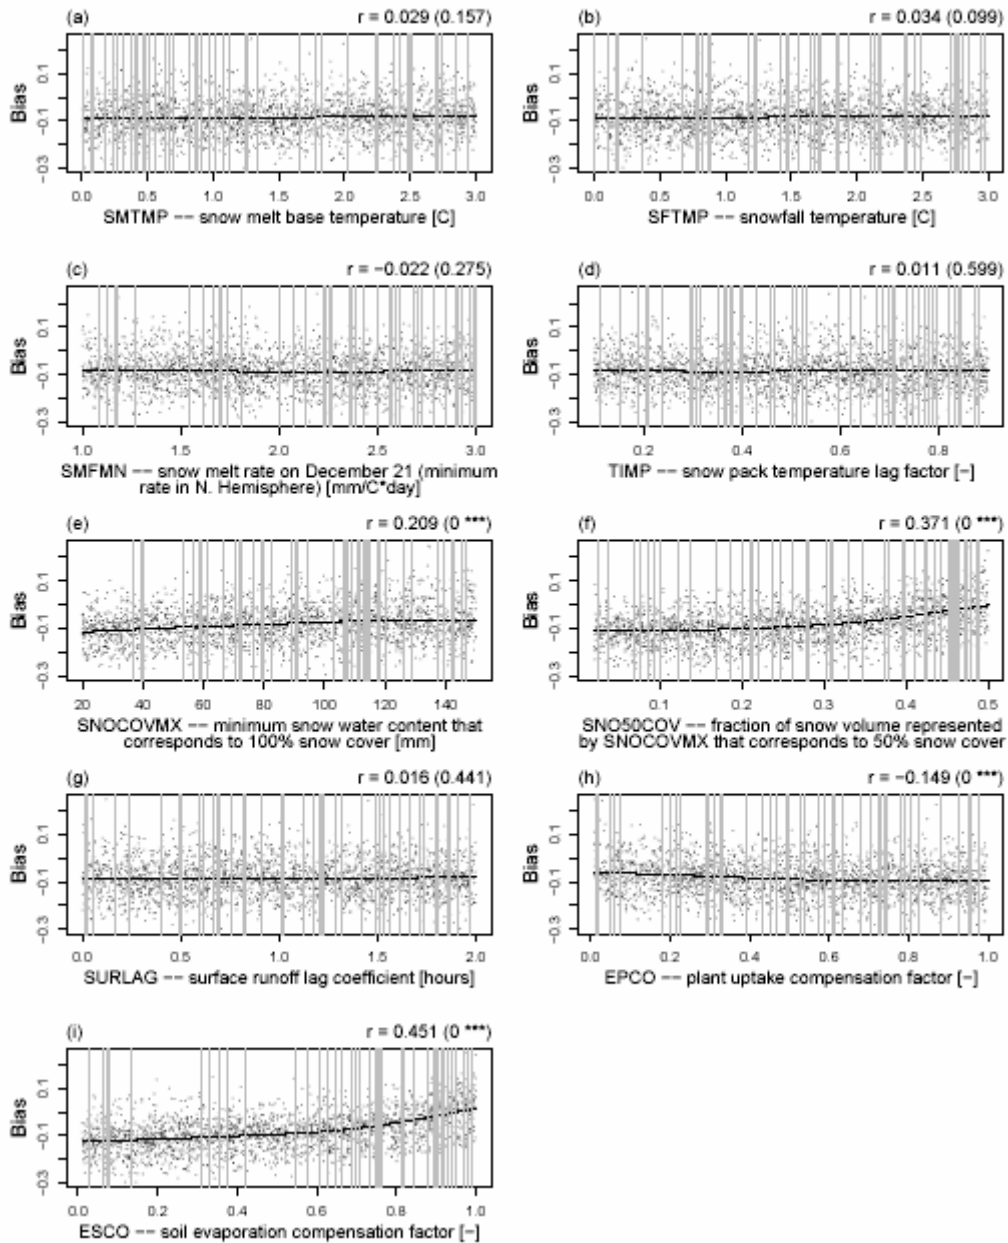 (a) r = 0.029 (0.157)
Bias
0.1
−0.1
−0.3
0.0 0.5 1.0 1.5 2.0 2.5 3.0
SMTMP −− snow melt base temperature [C]
(b) r = 0.034 (0.099)
Bias
0.1
−0.1
−0.3
0.0 0.5 1.0 1.5 2.0 2.5 3.0
SFTMP −− snowfall temperature [C]
(c) r = −0.022 (0.275)
Bias
0.1
−0.1
−0.3
1.0 1.5 2.0 2.5 3.0
SMFMN −− snow melt rate on December 21 (minimum
rate in N. Hemisphere) [mm/C*day]
(d) r = 0.011 (0.599)
Bias
0.1
−0.1
−0.3
0.2 0.4 0.6 0.8
TIMP −− snow pack temperature lag factor [−]
(e) r = 0.209 (0 ***)
Bias
0.1
−0.1
−0.3
20 40 60 80 100 120 140
SNOCOVMX −− minimum snow water content that
corresponds to 100% snow cover [mm]
(f) r = 0.371 (0 ***)
Bias
0.1
−0.1
−0.3
0.1 0.2 0.3 0.4 0.5
SNO50COV −− fraction of snow volume represented
by SNOCOVMX that corresponds to 50% snow cover
(g) r = 0.016 (0.441)
Bias
0.1
−0.1
−0.3
0.0 0.5 1.0 1.5 2.0
SURLAG −− surface runoff lag coefficient [hours]
(h) r = −0.149 (0 ***)
Bias
0.1
−0.1
−0.3
0.0 0.2 0.4 0.6 0.8 1.0
EPCO −− plant uptake compensation factor [−]
(i) r = 0.451 (0 ***)
Bias
0.1
−0.1
−0.3
0.0 0.2 0.4 0.6 0.8 1.0
ESCO −− soil evaporation compensation factor [−]